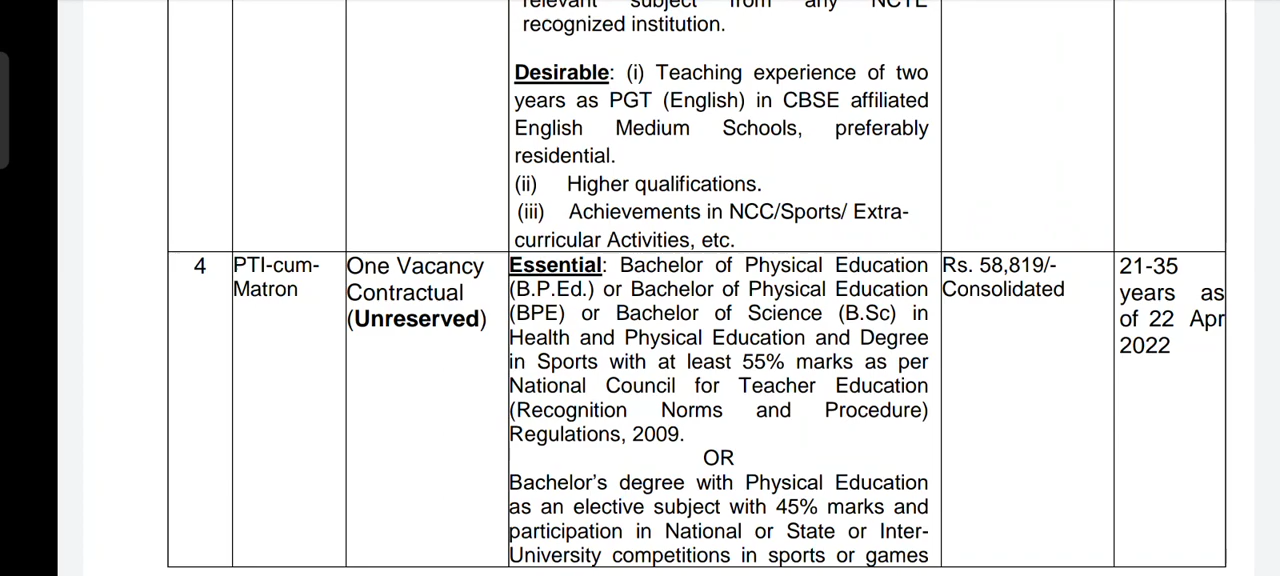 relevant subject from any NCTE
recognized institution.
Desirable: (i) Teaching experience of two
years as PGT (English) in CBSE affiliated
English Medium Schools, preferably
residential.
(ii) Higher qualifications.
(iii) Achievements in NCC/Sports/ Extra-
curricular Activities, etc.
4
PTI-cum-
Matron
One Vacancy
Contractual
(Unreserved)
Essential: Bachelor of Physical Education
(B.P.Ed.) or Bachelor of Physical Education
(BPE) or Bachelor of Science (B.Sc) in
Health and Physical Education and Degree
in Sports with at least 55% marks as per
National Council for Teacher Education
(Recognition Norms and Procedure)
Regulations, 2009.
OR
Bachelor’s degree with Physical Education
as an elective subject with 45% marks and
participation in National or State or Inter-
University competitions in sports or games
Rs. 58,819/-
Consolidated
21-35
years as
of 22 Apr
2022